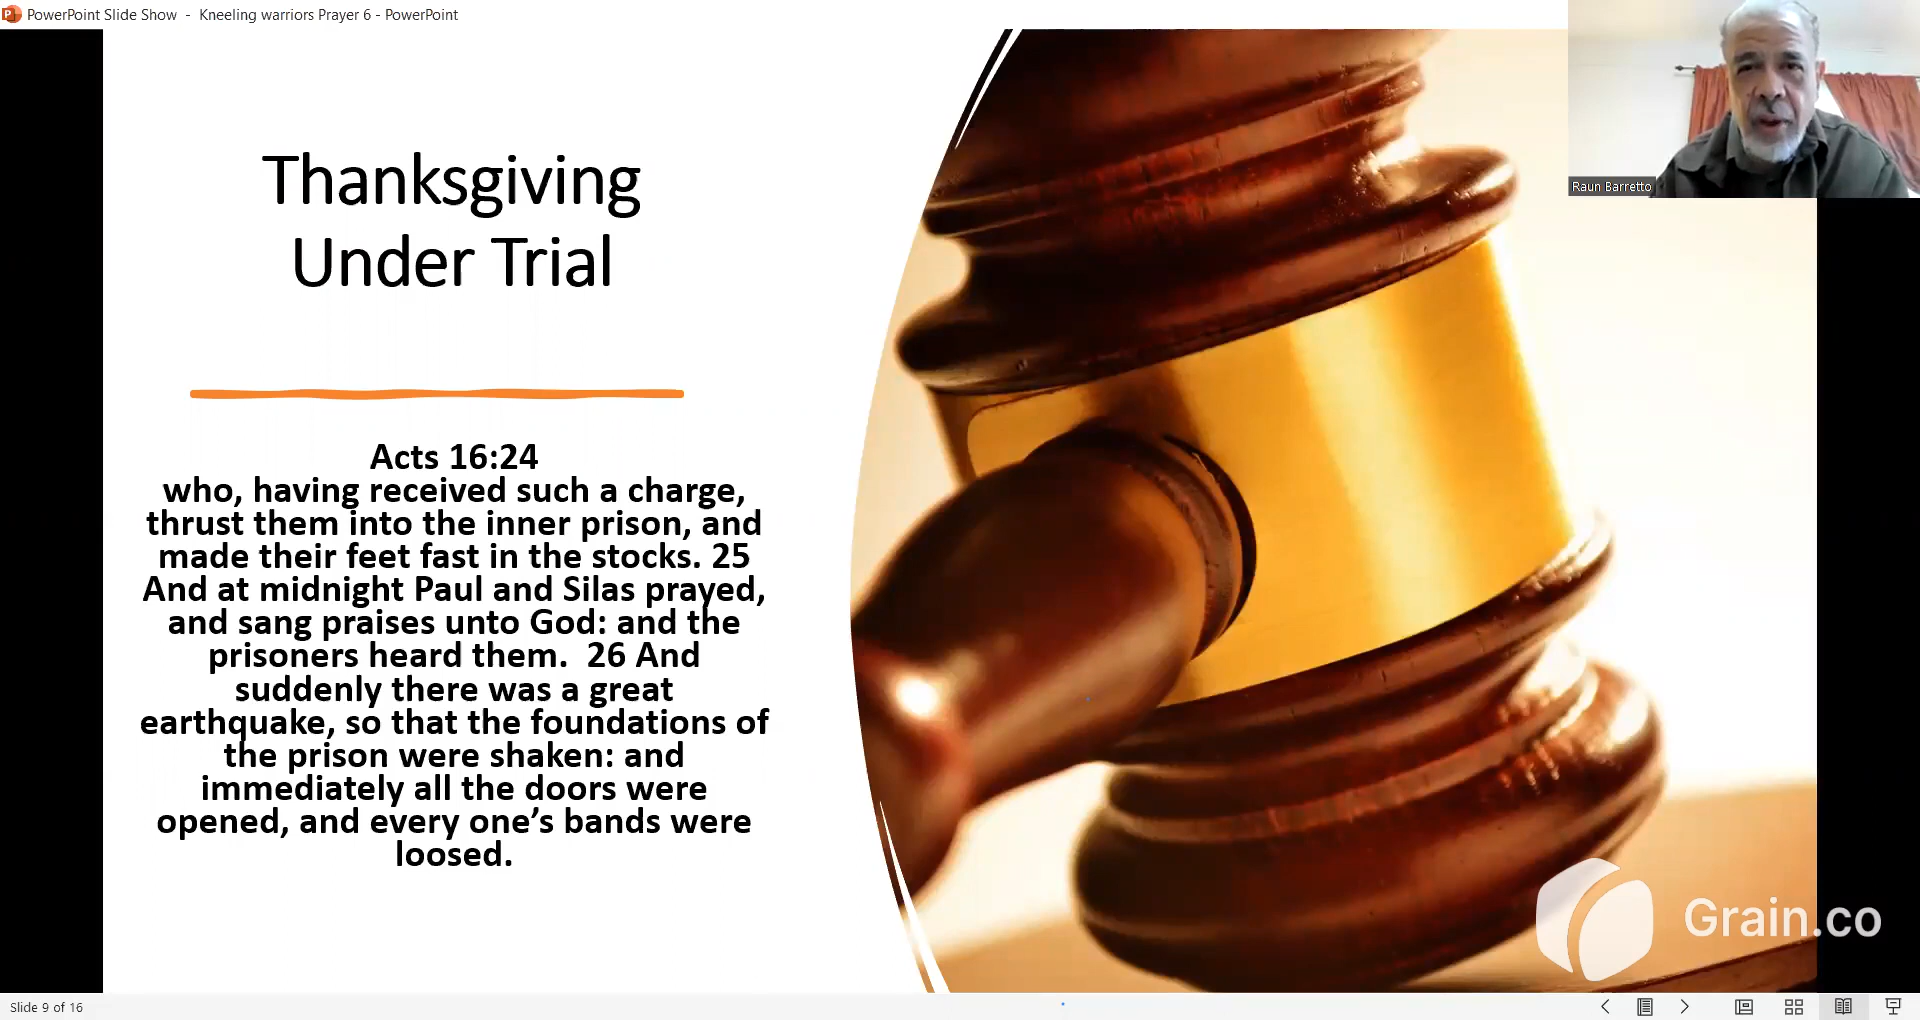 PowerPoint Slide Show - Kneeling warriors Prayer 6 - PowerPoint
Raun Barretto
Thanksgiving
Under Trial
Acts 16:24
who, having received such a charge,
thrust them into the inner prison, and
made their feet fast in the stocks. 25
And at midnight Paul and Silas prayed,
and sang praises unto God: and the
prisoners heard them.  26 And
suddenly there was a great
earthquake, so that the foundations of
the prison were shaken: and
immediately all the doors were
opened, and every one’s bands were
loosed.
Grain.co
Slide 9 of 16